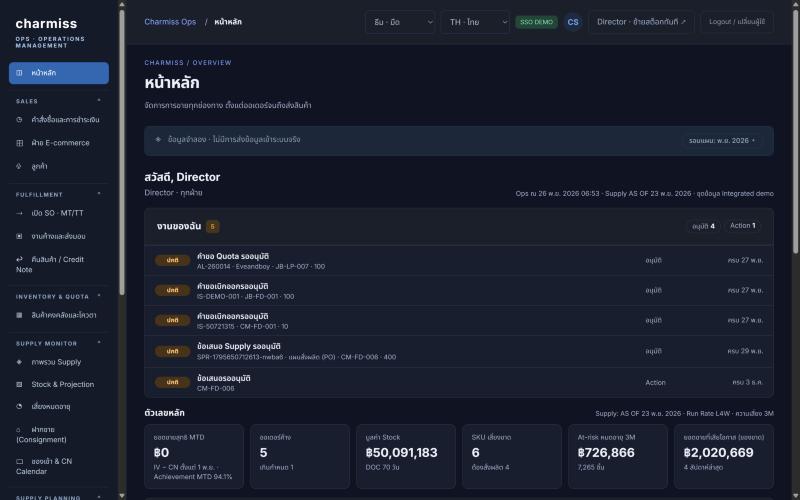 charmiss
OPS · OPERATIONS
MANAGEMENT
หน้าหลัก
SALES
คำสั่งซื้อและการชำระเงิน
ฝ่าย E-commerce
ลูกค้า
FULFILLMENT
เปิด SO · MT/TT
งานค้างและส่งมอบ
คืนสินค้า / Credit
Note
INVENTORY & QUOTA
สินค้าคงคลังและโควตา
SUPPLY MONITOR
ภาพรวม Supply
Stock & Projection
เสี่ยงหมดอายุ
ฝากขาย
(Consignment)
ของเข้า & CN
Calendar
SUPPLY PLANNING
Charmiss Ops / หน้าหลัก
ธีม · มืด
TH · ไทย
SSO DEMO
CS
Director · ย้ายสต็อกทันที ↗
Logout / เปลี่ยนผู้ใช้
CHARMISS / OVERVIEW
หน้าหลัก
จัดการการขายทุกช่องทาง ตั้งแต่ออเดอร์จนถึงส่งสินค้า
ข้อมูลจำลอง · ไม่มีการส่งข้อมูลเข้าระบบจริง
รอบแผน: พ.ย. 2026
สวัสดี, Director
Director · ทุกฝ่าย
Ops ณ 26 พ.ย. 2026 06:53 · Supply AS OF 23 พ.ย. 2026 · ชุดข้อมูล Integrated demo
งานของฉัน 5
อนุมัติ 4
Action 1
ปกติ
คำขอ Quota รออนุมัติ
AL-260014 · Eveandboy · JB-LP-007 · 100
อนุมัติ
ครบ 27 พ.ย.
ปกติ
คำขอเบิกออกรออนุมัติ
IS-DEMO-001 · JB-FD-001 · 100
อนุมัติ
ครบ 27 พ.ย.
ปกติ
คำขอเบิกออกรออนุมัติ
IS-50721315 · CM-FD-001 · 10
อนุมัติ
ครบ 27 พ.ย.
ปกติ
ข้อเสนอ Supply รออนุมัติ
SPR-1795650712613-nwba6 · แผนสั่งผลิต (PO) · CM-FD-006 · 400
อนุมัติ
ครบ 29 พ.ย.
ปกติ
ข้อเสนอรออนุมัติ
CM-FD-006
Action
ครบ 3 ธ.ค.
ตัวเลขหลัก
Supply: AS OF 23 พ.ย. 2026 · Run Rate L4W · ความเสี่ยง 3M
ยอดขายสุทธิ MTD
฿0
IV − CN ตั้งแต่ 1 พ.ย. ·
Achievement MTD 94.1%
ออเดอร์ค้าง
5
เกินกำหนด 1
มูลค่า Stock
฿50,091,183
DOC 70 วัน
SKU เสี่ยงขาด
6
ต้องสั่งผลิต 4
At-risk หมดอายุ 3M
฿726,866
7,265 ชิ้น
ยอดขายที่เสียโอกาส (ของขาด)
฿2,020,669
4 สัปดาห์ล่าสุด